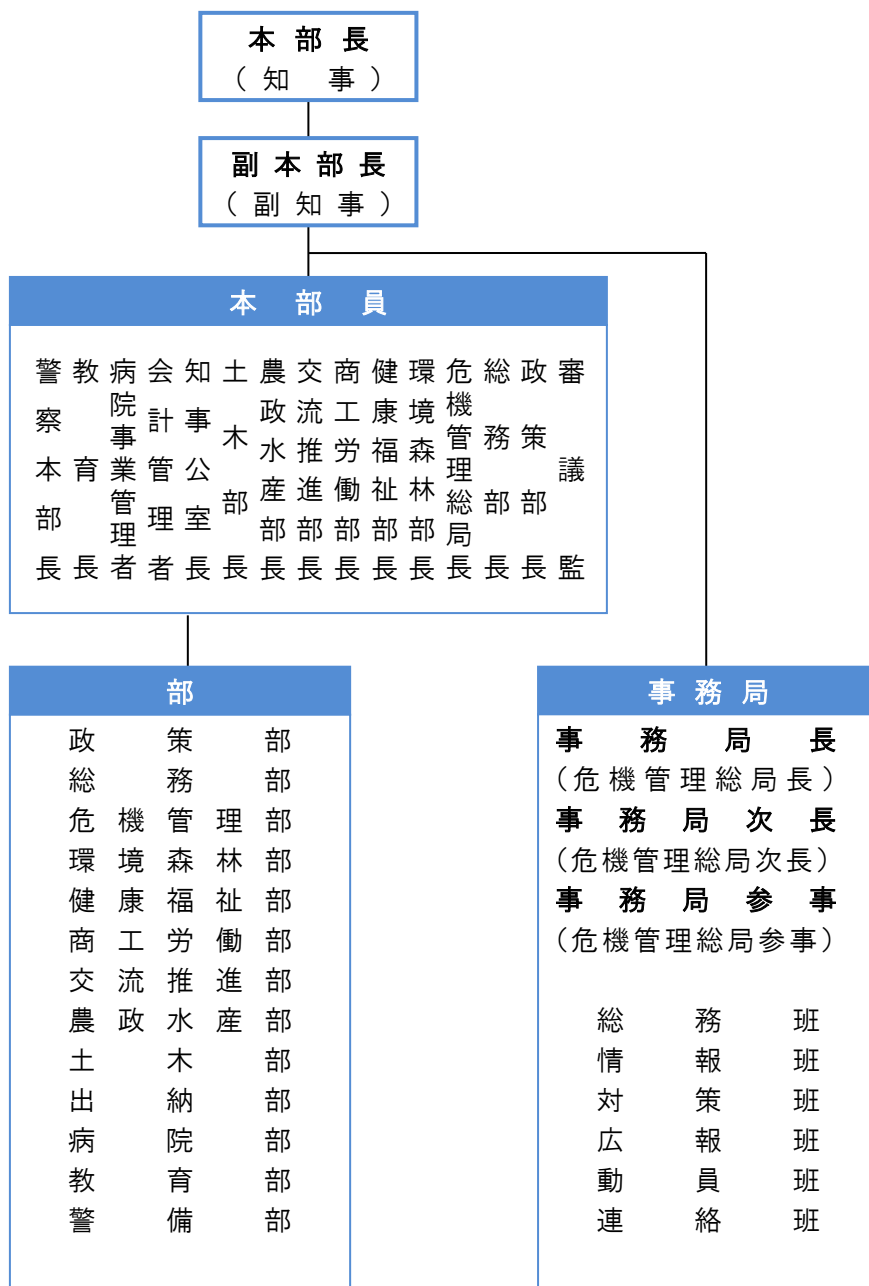 本部長
（知事）
副本部長
（副知事）
本部員
審議監
政策部長
総務部長
危機管理総局長
環境森林部長
健康福祉部長
商工労働部長
交流推進部長
農政水産部長
土木部長
知事公室長
会計管理者
病院事業管理者
教育長
警察本部長
部
政策部
総務部
危機管理部
環境森林部
健康福祉部
商工労働部
交流推進部
農政水産部
土木部
出納部
病院部
教育部
警備部
事務局
事務局長
（危機管理総局長）
事務局次長
（危機管理総局次長）
事務局参事
（危機管理総局参事）
総務班
情報班
対策班
広報班
動員班
連絡班